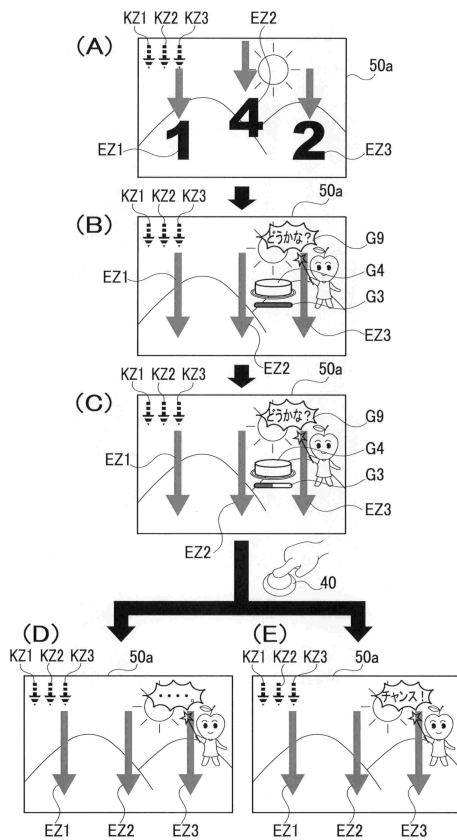 KZ1 KZ2 KZ3 EZ2
(A)
50a
1 4 2
EZ1 EZ3
KZ1 KZ2 KZ3 50a
(B)
どうかな? G9
G4
EZ1
G3
EZ3
EZ2
KZ1 KZ2 KZ3 50a
(C)
どうかな? G9
G4
EZ1
G3
EZ3
EZ2
40
(D)
KZ1 KZ2 KZ3 50a
・・・・。
EZ1 EZ2 EZ3
(E)
KZ1 KZ2 KZ3 50a
チャンス!
EZ1 EZ2 EZ3